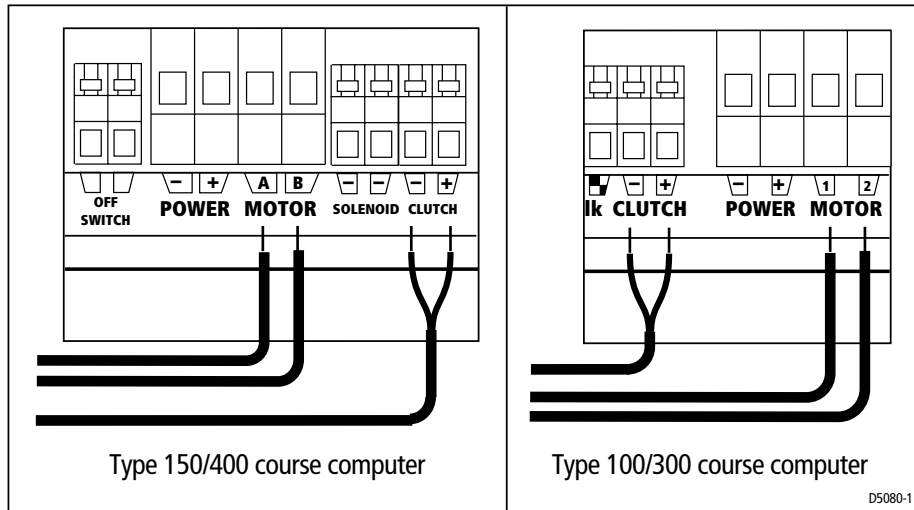 − + A B − − − +
OFF SWITCH POWER MOTOR SOLENOID CLUTCH
Type 150/400 course computer
− + − + 1 2
lk CLUTCH POWER MOTOR
Type 100/300 course computer
D5080-1